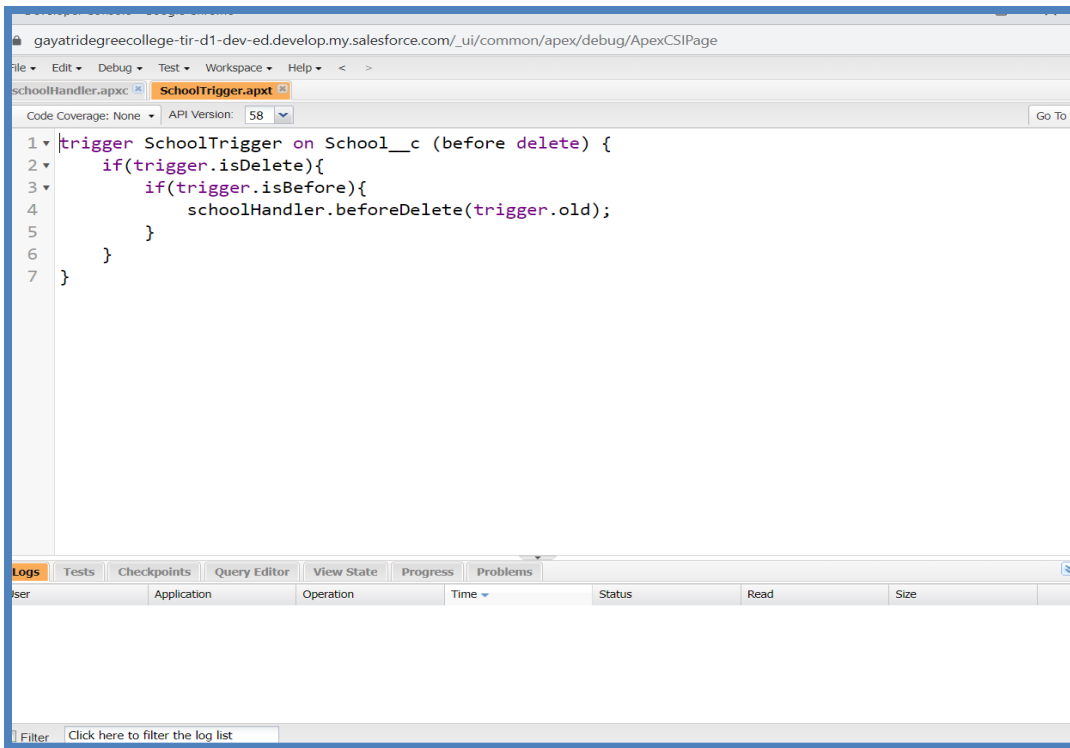 gayatridegreecollege-tir-d1-dev-ed.develop.my.salesforce.com/_ui/common/apex/debug/ApexCSIPage
File Edit Debug Test Workspace Help < >
schoolHandler.apxc SchoolTrigger.apxt
Code Coverage: None API Version: 58 Go To
1 trigger SchoolTrigger on School__c (before delete) {
2 if(trigger.isDelete){
3 if(trigger.isBefore){
4 schoolHandler.beforeDelete(trigger.old);
5 }
6 }
7 }
Logs Tests Checkpoints Query Editor View State Progress Problems
User Application Operation Time Status Read Size
Filter Click here to filter the log list